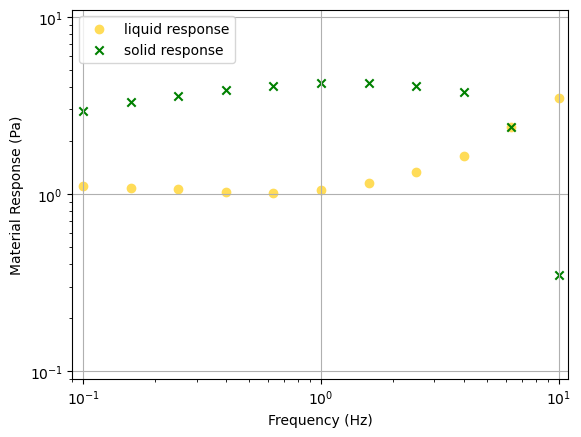 liquid response
solid response
10¹
10⁰
10⁻¹
Material Response (Pa)
10⁻¹
10⁰
10¹
Frequency (Hz)